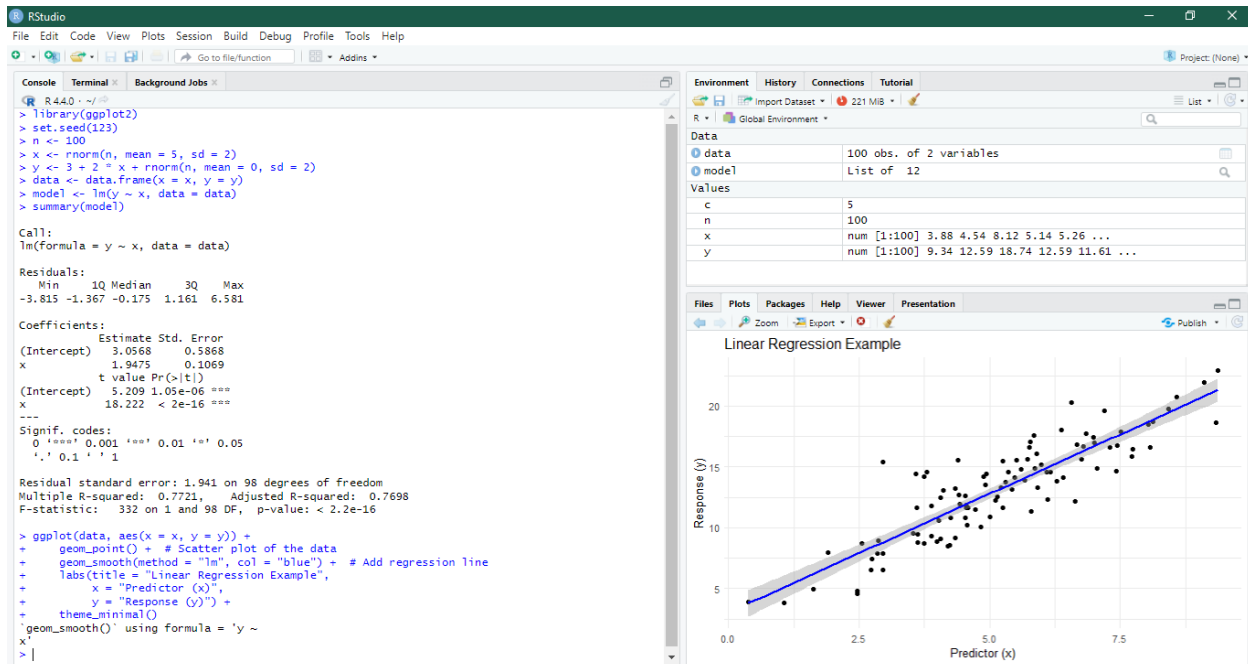 RStudio
File Edit Code View Plots Session Build Debug Profile Tools Help
Go to file/function Addins Project: (None)
Console Terminal Background Jobs
R 4.4.0 · ~/
> library(ggplot2)
> set.seed(123)
> n <- 100
> x <- rnorm(n, mean = 5, sd = 2)
> y <- 3 + 2 * x + rnorm(n, mean = 0, sd = 2)
> data <- data.frame(x = x, y = y)
> model <- lm(y ~ x, data = data)
> summary(model)
Call:
lm(formula = y ~ x, data = data)
Residuals:
   Min     1Q Median     3Q    Max
-3.815 -1.367 -0.175  1.161  6.581
Coefficients:
            Estimate Std. Error
(Intercept)   3.0568     0.5868
x             1.9475     0.1069
            t value Pr(>|t|)
(Intercept)   5.209 1.05e-06 ***
x            18.222  < 2e-16 ***
---
Signif. codes:
  0 ‘***’ 0.001 ‘**’ 0.01 ‘*’ 0.05
  ‘.’ 0.1 ‘ ’ 1
Residual standard error: 1.941 on 98 degrees of freedom
Multiple R-squared:  0.7721,    Adjusted R-squared:  0.7698
F-statistic:   332 on 1 and 98 DF,  p-value: < 2.2e-16
> ggplot(data, aes(x = x, y = y)) +
+     geom_point() +  # Scatter plot of the data
+     geom_smooth(method = "lm", col = "blue") +  # Add regression line
+     labs(title = "Linear Regression Example",
+          x = "Predictor (x)",
+          y = "Response (y)") +
+     theme_minimal()
`geom_smooth()` using formula = 'y ~
x'
>
Environment History Connections Tutorial
Import Dataset 221 MiB List
R Global Environment
Data
data 100 obs. of 2 variables
model List of  12
Values
c 5
n 100
x num [1:100] 3.88 4.54 8.12 5.14 5.26 ...
y num [1:100] 9.34 12.59 18.74 12.59 11.61 ...
Files Plots Packages Help Viewer Presentation
Zoom Export Publish
Linear Regression Example
20
15
10
5
Response (y)
0.0 2.5 5.0 7.5
Predictor (x)